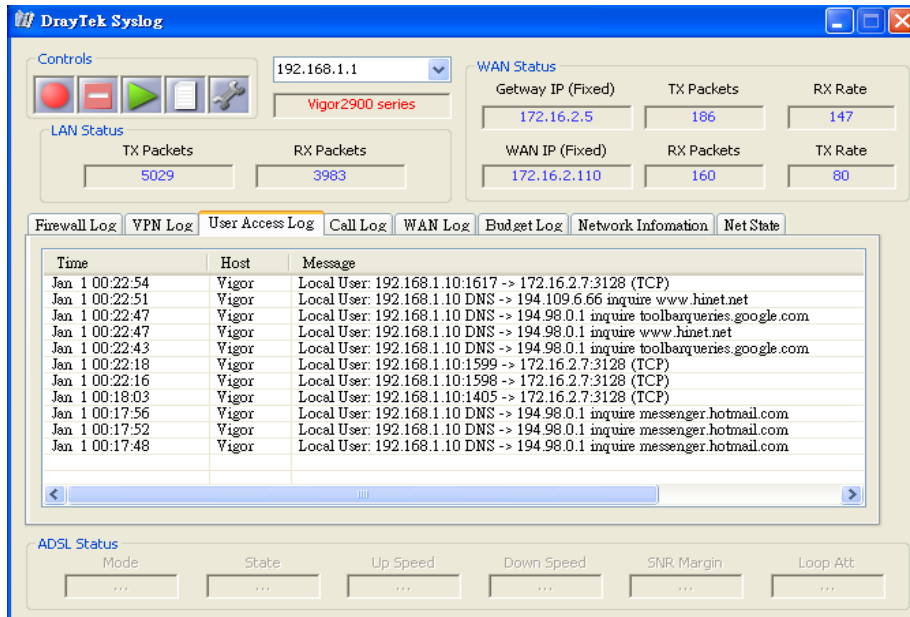 DrayTek Syslog
Controls
192.168.1.1
Vigor2900 series
WAN Status
Getway IP (Fixed) TX Packets RX Rate
172.16.2.5 186 147
WAN IP (Fixed) RX Packets TX Rate
172.16.2.110 160 80
LAN Status
TX Packets RX Packets
5029 3983
Firewall Log VPN Log User Access Log Call Log WAN Log Budget Log Network Infomation Net State
Time Host Message
Jan 1 00:22:54 Vigor Local User: 192.168.1.10:1617 -> 172.16.2.7:3128 (TCP)
Jan 1 00:22:51 Vigor Local User: 192.168.1.10 DNS -> 194.109.6.66 inquire www.hinet.net
Jan 1 00:22:47 Vigor Local User: 192.168.1.10 DNS -> 194.98.0.1 inquire toolbarqueries.google.com
Jan 1 00:22:47 Vigor Local User: 192.168.1.10 DNS -> 194.98.0.1 inquire www.hinet.net
Jan 1 00:22:43 Vigor Local User: 192.168.1.10 DNS -> 194.98.0.1 inquire toolbarqueries.google.com
Jan 1 00:22:18 Vigor Local User: 192.168.1.10:1599 -> 172.16.2.7:3128 (TCP)
Jan 1 00:22:16 Vigor Local User: 192.168.1.10:1598 -> 172.16.2.7:3128 (TCP)
Jan 1 00:18:03 Vigor Local User: 192.168.1.10:1405 -> 172.16.2.7:3128 (TCP)
Jan 1 00:17:56 Vigor Local User: 192.168.1.10 DNS -> 194.98.0.1 inquire messenger.hotmail.com
Jan 1 00:17:52 Vigor Local User: 192.168.1.10 DNS -> 194.98.0.1 inquire messenger.hotmail.com
Jan 1 00:17:48 Vigor Local User: 192.168.1.10 DNS -> 194.98.0.1 inquire messenger.hotmail.com
ADSL Status
Mode State Up Speed Down Speed SNR Margin Loop Att
... ... ... ... ... ...